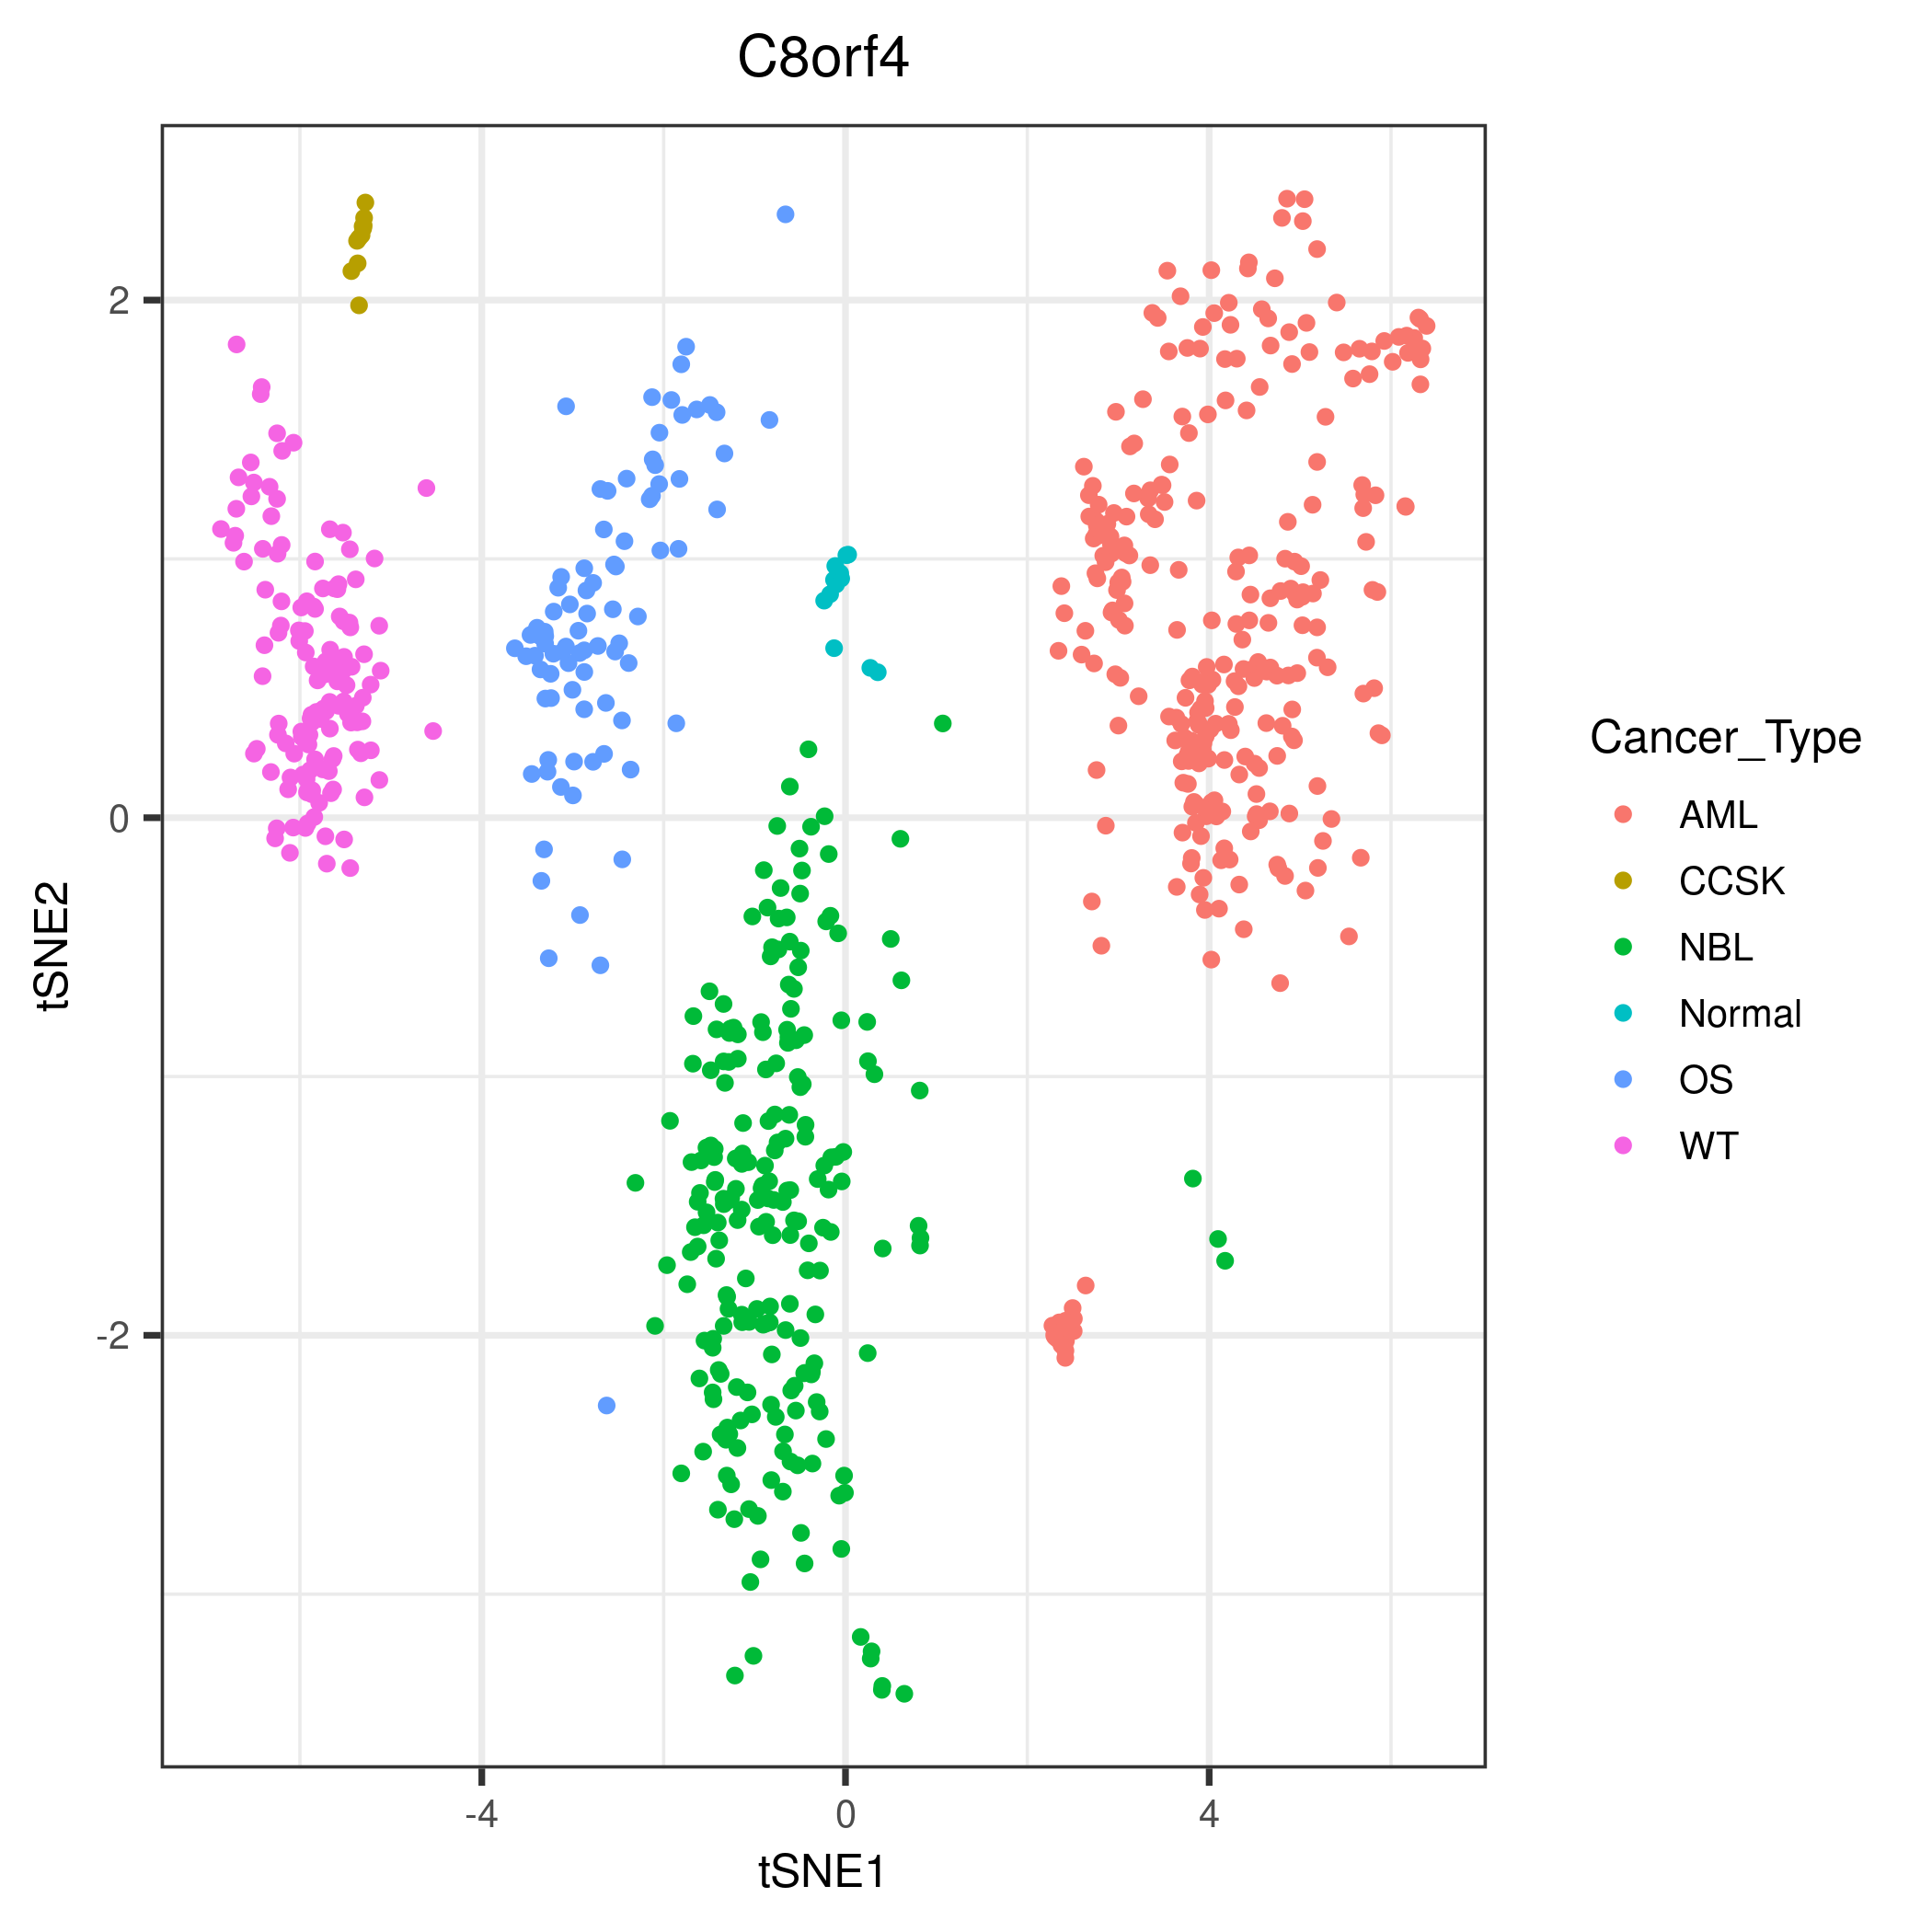 C8orf4
tSNE2
2
0
-2
-4
0
4
tSNE1
Cancer_Type
AML
CCSK
NBL
Normal
OS
WT